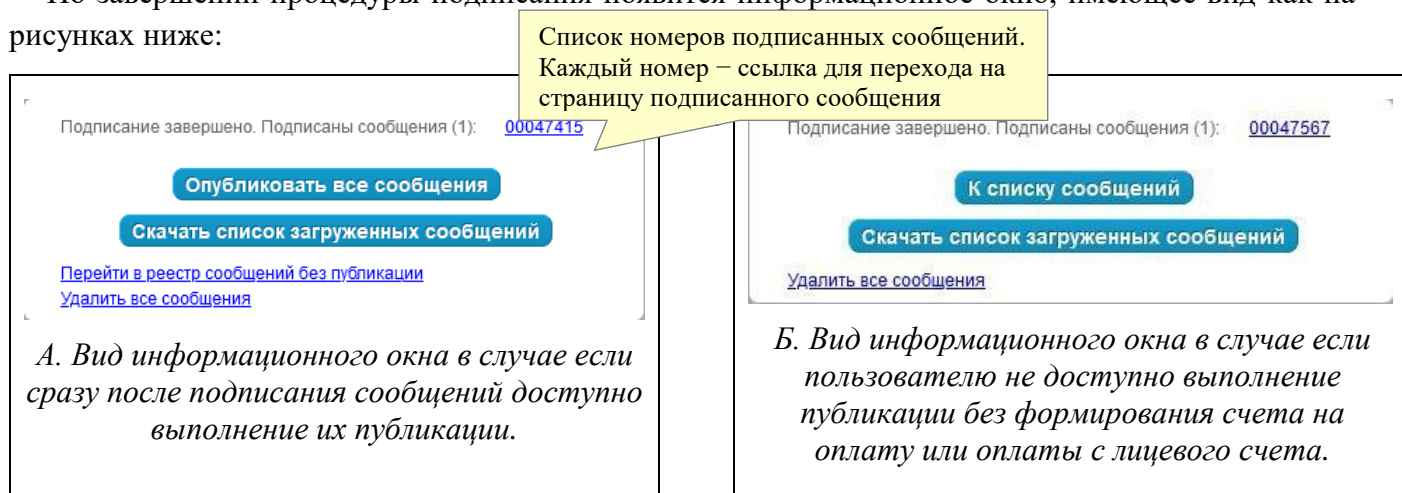 По завершении процедуры подписания появится информационное окно, имеющее вид как на
рисунках ниже:
Список номеров подписанных сообщений.
Каждый номер − ссылка для перехода на
страницу подписанного сообщения
Подписание завершено. Подписаны сообщения (1): 00047415
Опубликовать все сообщения
Скачать список загруженных сообщений
Перейти в реестр сообщений без публикации
Удалить все сообщения
А. Вид информационного окна в случае если
сразу после подписания сообщений доступно
выполнение их публикации.
Подписание завершено. Подписаны сообщения (1): 00047567
К списку сообщений
Скачать список загруженных сообщений
Удалить все сообщения
Б. Вид информационного окна в случае если
пользователю не доступно выполнение
публикации без формирования счета на
оплату или оплаты с лицевого счета.